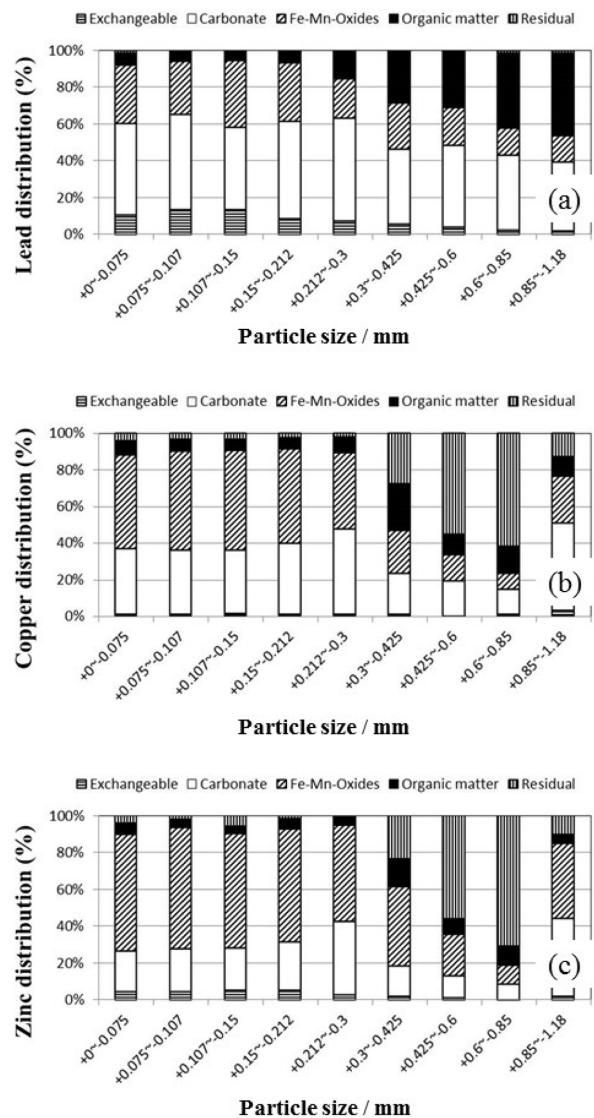 Exchangeable Carbonate Fe-Mn-Oxides Organic matter Residual
100%
80%
60%
40%
20%
0%
Lead distribution (%)
(a)
+0~-0.075 +0.075~-0.107 +0.107~-0.15 +0.15~-0.212 +0.212~-0.3 +0.3~-0.425 +0.425~-0.6 +0.6~-0.85 +0.85~-1.18
Particle size / mm
Exchangeable Carbonate Fe-Mn-Oxides Organic matter Residual
100%
80%
60%
40%
20%
0%
Copper distribution (%)
(b)
+0~-0.075 +0.075~-0.107 +0.107~-0.15 +0.15~-0.212 +0.212~-0.3 +0.3~-0.425 +0.425~-0.6 +0.6~-0.85 +0.85~-1.18
Particle size / mm
Exchangeable Carbonate Fe-Mn-Oxides Organic matter Residual
100%
80%
60%
40%
20%
0%
Zinc distribution (%)
(c)
+0~-0.075 +0.075~-0.107 +0.107~-0.15 +0.15~-0.212 +0.212~-0.3 +0.3~-0.425 +0.425~-0.6 +0.6~-0.85 +0.85~-1.18
Particle size / mm